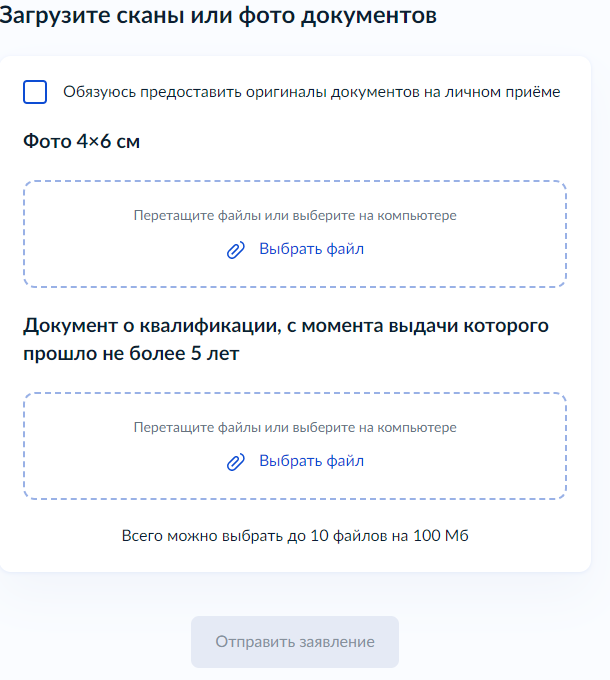 Загрузите сканы или фото документов
Обязуюсь предоставить оригиналы документов на личном приёме
Фото 4×6 см
Перетащите файлы или выберите на компьютере
Выбрать файл
Документ о квалификации, с момента выдачи которого
прошло не более 5 лет
Перетащите файлы или выберите на компьютере
Выбрать файл
Всего можно выбрать до 10 файлов на 100 Мб
Отправить заявление